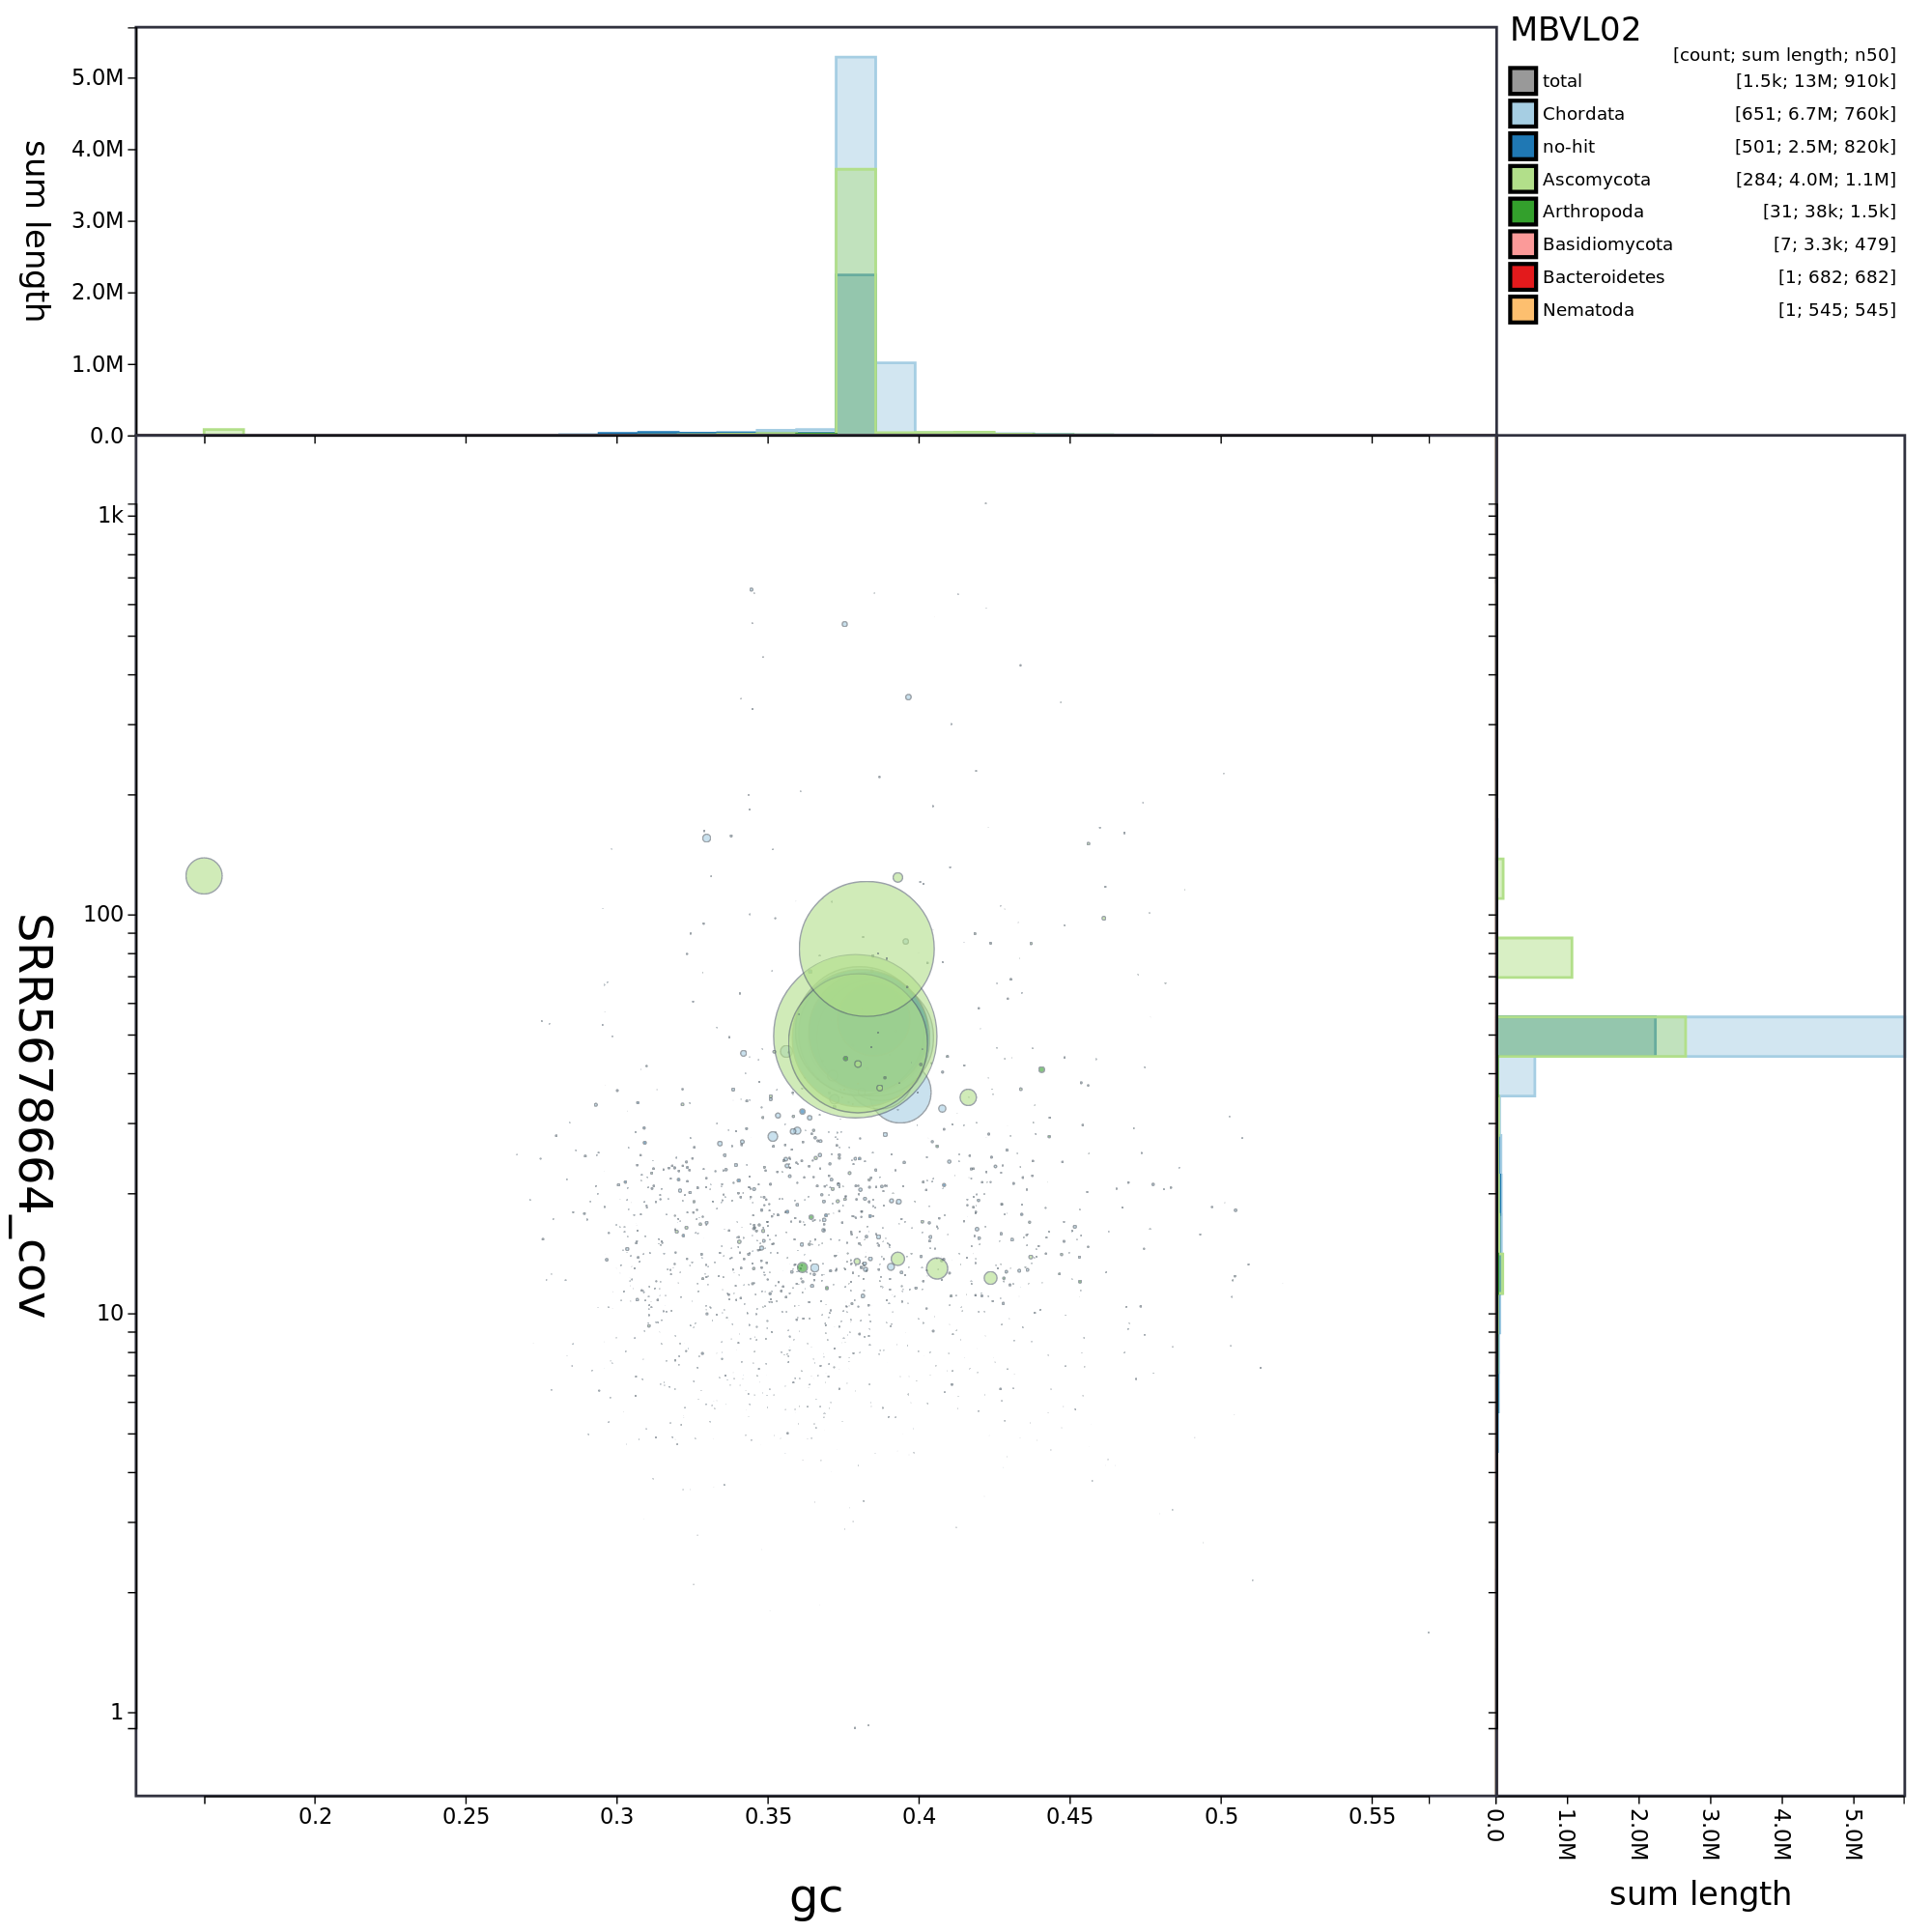 MBVL02
[count; sum length; n50]
total [1.5k; 13M; 910k]
Chordata [651; 6.7M; 760k]
no-hit [501; 2.5M; 820k]
Ascomycota [284; 4.0M; 1.1M]
Arthropoda [31; 38k; 1.5k]
Basidiomycota [7; 3.3k; 479]
Bacteroidetes [1; 682; 682]
Nematoda [1; 545; 545]
sum length
5.0M
4.0M
3.0M
2.0M
1.0M
0.0
SRR5678664_cov
1k
100
10
1
0.2 0.25 0.3 0.35 0.4 0.45 0.5 0.55
gc
0.0 1.0M 2.0M 3.0M 4.0M 5.0M
sum length